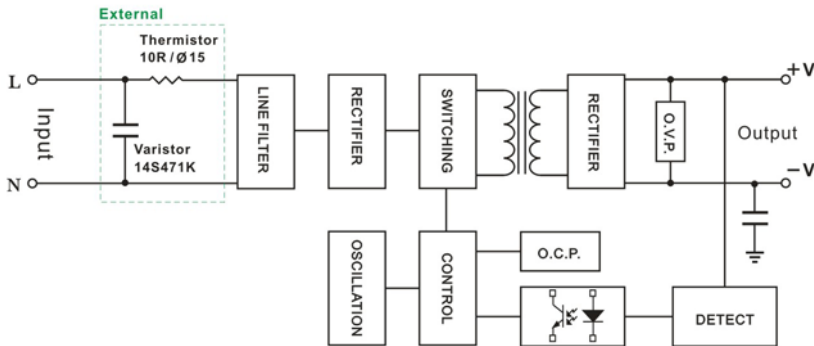 External
Thermistor
10R/Ø15
L
Input
Varistor
14S471K
N
LINE FILTER
RECTIFIER
SWITCHING
RECTIFIER
O.V.P.
+V
Output
-V
OSCILLATION
CONTROL
O.C.P.
DETECT